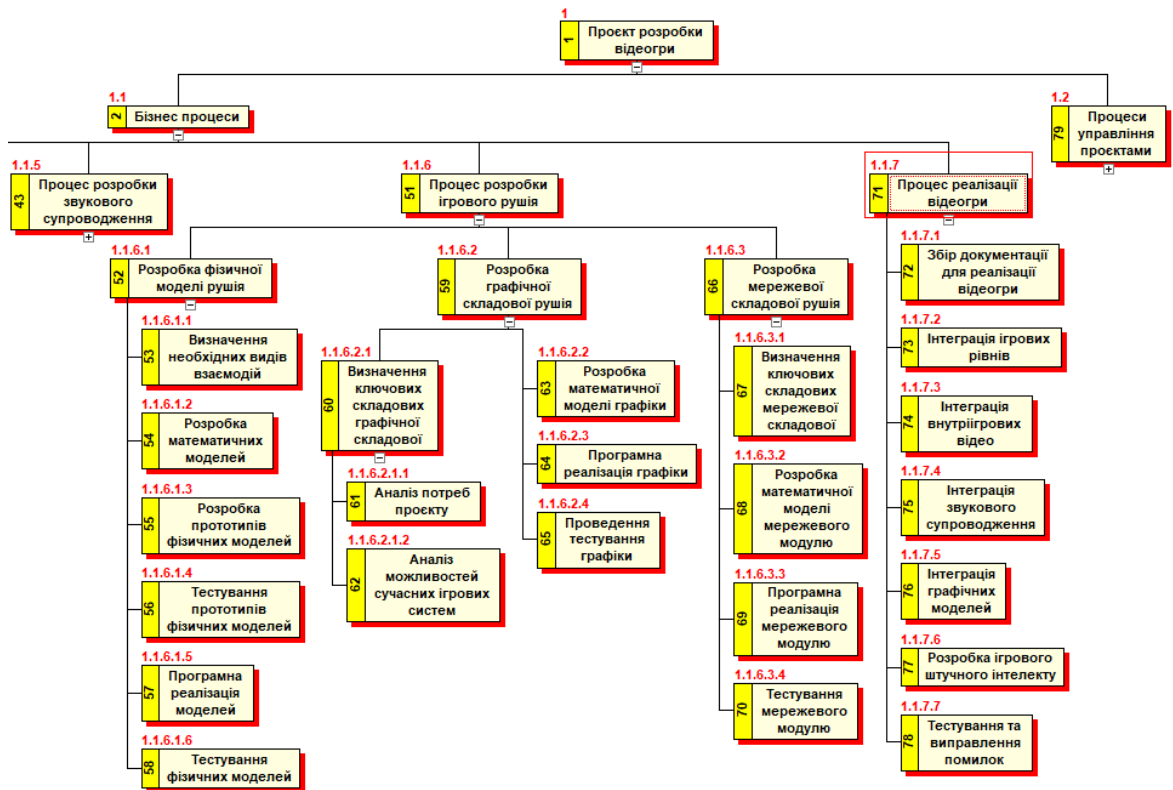 1
1
Проєкт розробки
відеогри
1.1
2
Бізнес процеси
1.2
79
Процеси
управління
проєктами
1.1.5
43
Процес розробки
звукового
супроводження
1.1.6
51
Процес розробки
ігрового рушія
1.1.7
71
Процес реалізації
відеогри
1.1.6.1
52
Розробка фізичної
моделі рушія
1.1.6.1.1
53
Визначення
необхідних видів
взаємодій
1.1.6.1.2
54
Розробка
математичних
моделей
1.1.6.1.3
55
Розробка
прототипів
фізичних моделей
1.1.6.1.4
56
Тестування
прототипів
фізичних моделей
1.1.6.1.5
57
Програмна
реалізація
моделей
1.1.6.1.6
58
Тестування
фізичних моделей
1.1.6.2
59
Розробка
графічної
складової рушія
1.1.6.2.1
60
Визначення
ключових
складових
графічної
складової
1.1.6.2.1.1
61
Аналіз потреб
проєкту
1.1.6.2.1.2
62
Аналіз
можливостей
сучасних ігрових
систем
1.1.6.2.2
63
Розробка
математичної
моделі графіки
1.1.6.2.3
64
Програмна
реалізація графіки
1.1.6.2.4
65
Проведення
тестування
графіки
1.1.6.3
66
Розробка
мережевої
складової рушія
1.1.6.3.1
67
Визначення
ключових
складових
мережевої
складової
1.1.6.3.2
68
Розробка
математичної
моделі
мережевого
модулю
1.1.6.3.3
69
Програмна
реалізація
мережевого
модулю
1.1.6.3.4
70
Тестування
мережевого
модулю
1.1.7.1
72
Збір документації
для реалізації
відеогри
1.1.7.2
73
Інтеграція ігрових
рівнів
1.1.7.3
74
Інтеграція
внутріігрових
відео
1.1.7.4
75
Інтеграція
звукового
супроводження
1.1.7.5
76
Інтеграція
графічних
моделей
1.1.7.6
77
Розробка ігрового
штучного інтелекту
1.1.7.7
78
Тестування та
виправлення
помилок